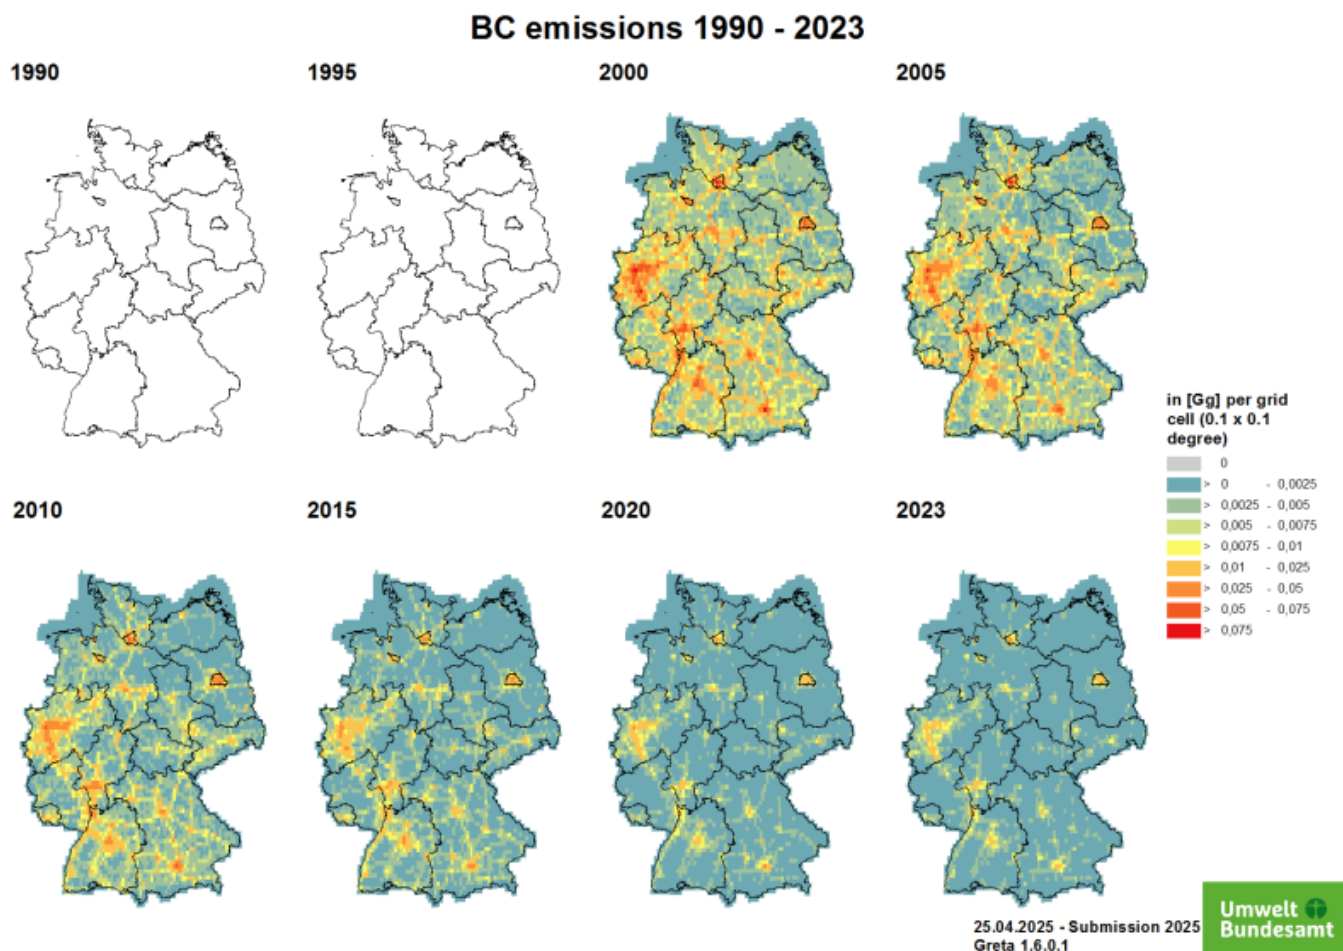 BC emissions 1990 - 2023
1990
1995
2000
2005
in [Gg] per grid
cell (0.1 x 0.1
degree)
0
> 0 - 0,0025
> 0,0025 - 0,005
> 0,005 - 0,0075
> 0,0075 - 0,01
> 0,01 - 0,025
> 0,025 - 0,05
> 0,05 - 0,075
> 0,075
2010
2015
2020
2023
25.04.2025 - Submission 2025
Greta 1.6.0.1
Umwelt
Bundesamt